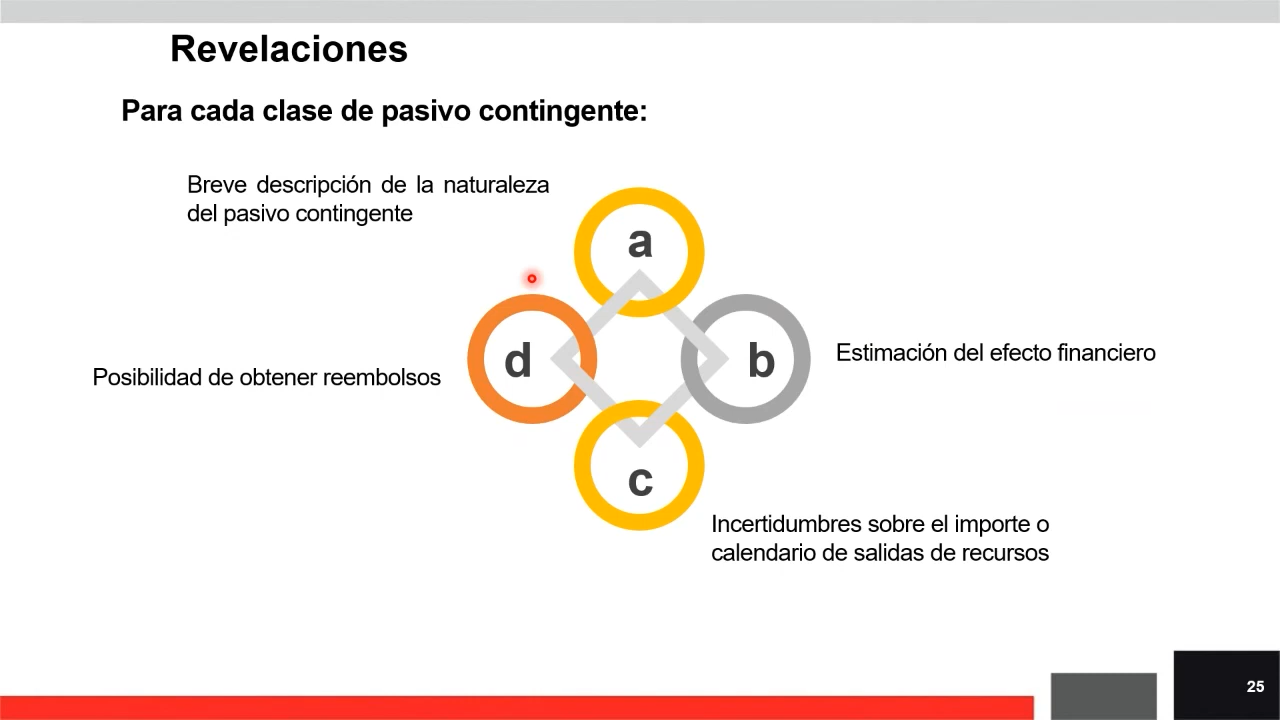 Revelaciones
Para cada clase de pasivo contingente:
Breve descripción de la naturaleza
del pasivo contingente
a
d
b
Estimación del efecto financiero
Posibilidad de obtener reembolsos
c
Incertidumbres sobre el importe o
calendario de salidas de recursos
25